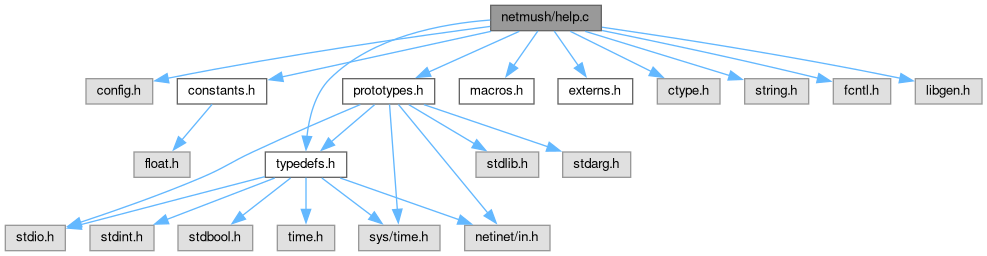 netmush/help.c
config.h
constants.h
prototypes.h
macros.h
externs.h
ctype.h
string.h
fcntl.h
libgen.h
float.h
typedefs.h
stdlib.h
stdarg.h
stdio.h
stdint.h
stdbool.h
time.h
sys/time.h
netinet/in.h